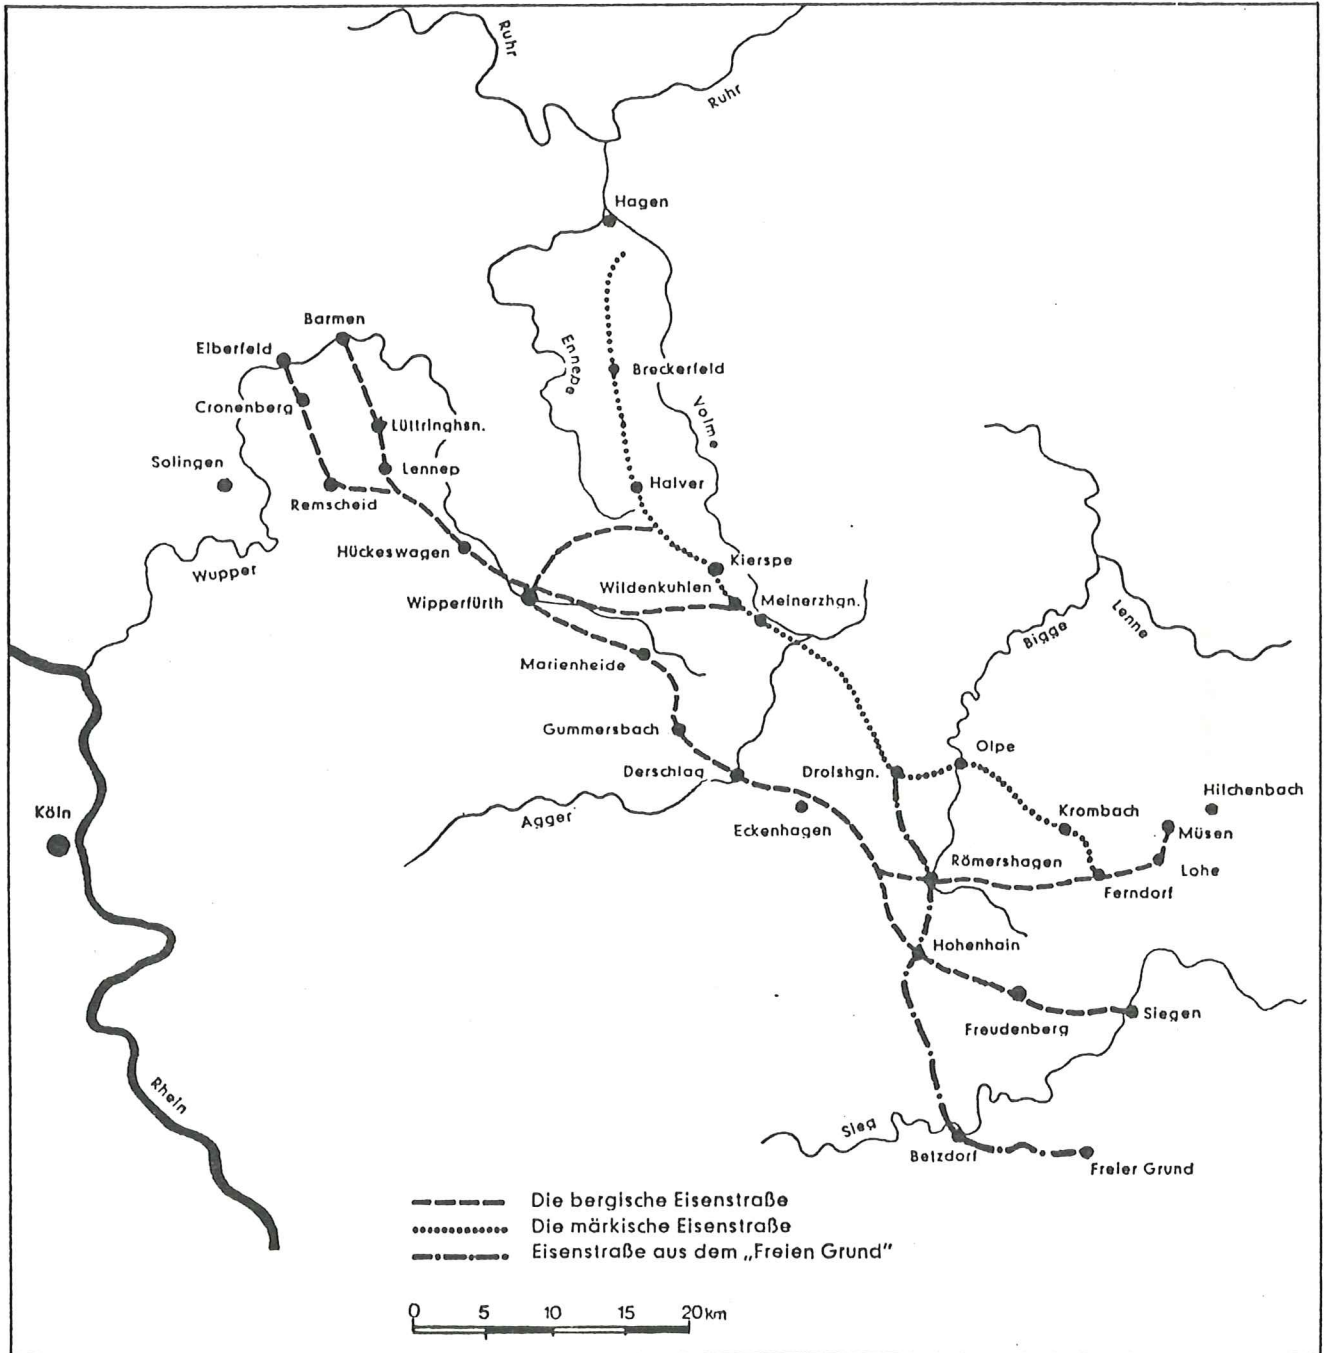 Ruhr
Ruhr
Hagen
Barmen
Elberfeld
Ennepe
Breckerfeld
Cronenberg
Volm
Lüttringhsn.
Solingen
Lennep
Halver
Remscheid
Hückeswagen
Kierspe
Wupper
Wildenkuhlen
Meinerzhgn.
Wipperfürth
Lenne
Bigge
Marienheide
Gummersbach
Olpe
Derschlag
Drolshgn.
Hilchenbach
Köln
Krombach
Agger
Eckenhagen
Müsen
Römershagen
Lohe
Ferndorf
Hohenhain
Siegen
Freudenberg
Rhein
Sieg
Betzdorf
Freier Grund
Die bergische Eisenstraße
Die märkische Eisenstraße
Eisenstraße aus dem „Freien Grund"
0 5 10 15 20 km